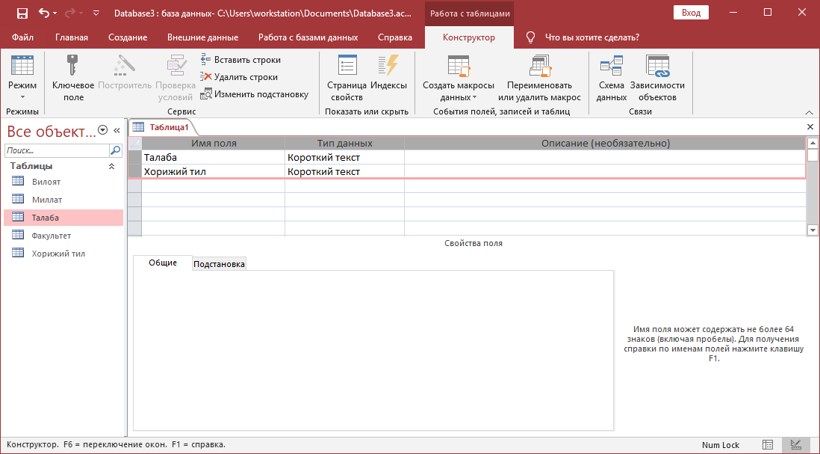 Database3 : база данных- C:\Users\workstation\Documents\Database3.ac...
Работа с таблицами
Вход
Файл
Главная
Создание
Внешние данные
Работа с базами данных
Справка
Конструктор
Что вы хотите сделать?
Режим
Режимы
Ключевое поле
Построитель
Проверка условий
Вставить строки
Удалить строки
Изменить подстановку
Сервис
Страница свойств
Индексы
Показать или скрыть
Создать макросы данных
Переименовать или удалить макрос
События полей, записей и таблиц
Схема данных
Зависимости объектов
Связи
Все объект...
Поиск...
Таблицы
Вилоят
Миллат
Талаба
Факультет
Хорижий тил
Таблица1
Имя поля
Тип данных
Описание (необязательно)
Талаба
Короткий текст
Хорижий тил
Короткий текст
Свойства поля
Общие
Подстановка
Имя поля может содержать не более 64
знаков (включая пробелы). Для получения
справки по именам полей нажмите клавишу
F1.
Конструктор. F6 = переключение окон. F1 = справка.
Num Lock